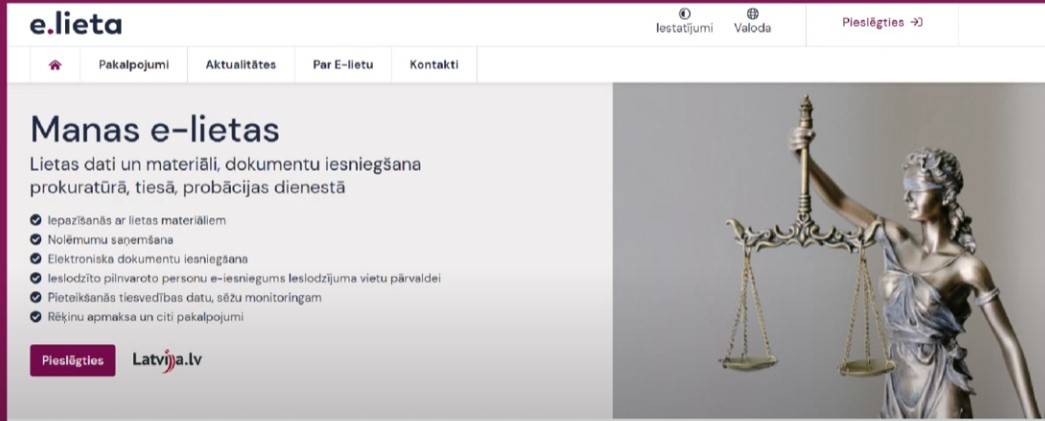 e.lieta
Iestatījumi
Valoda
Pieslēgties
Pakalpojumi
Aktualitātes
Par E-lietu
Kontakti
Manas e-lietas
Lietas dati un materiāli, dokumentu iesniegšana
prokuratūrā, tiesā, probācijas dienestā
Iepazīšanās ar lietas materiāliem
Nolēmumu saņemšana
Elektroniska dokumentu iesniegšana
Ieslodzīto pilnvaroto personu e-iesniegums Ieslodzījuma vietu pārvaldei
Pieteikšanās tiesvedības datu, sēžu monitoringam
Rēķinu apmaksa un citi pakalpojumi
Pieslēgties
Latvija.lv